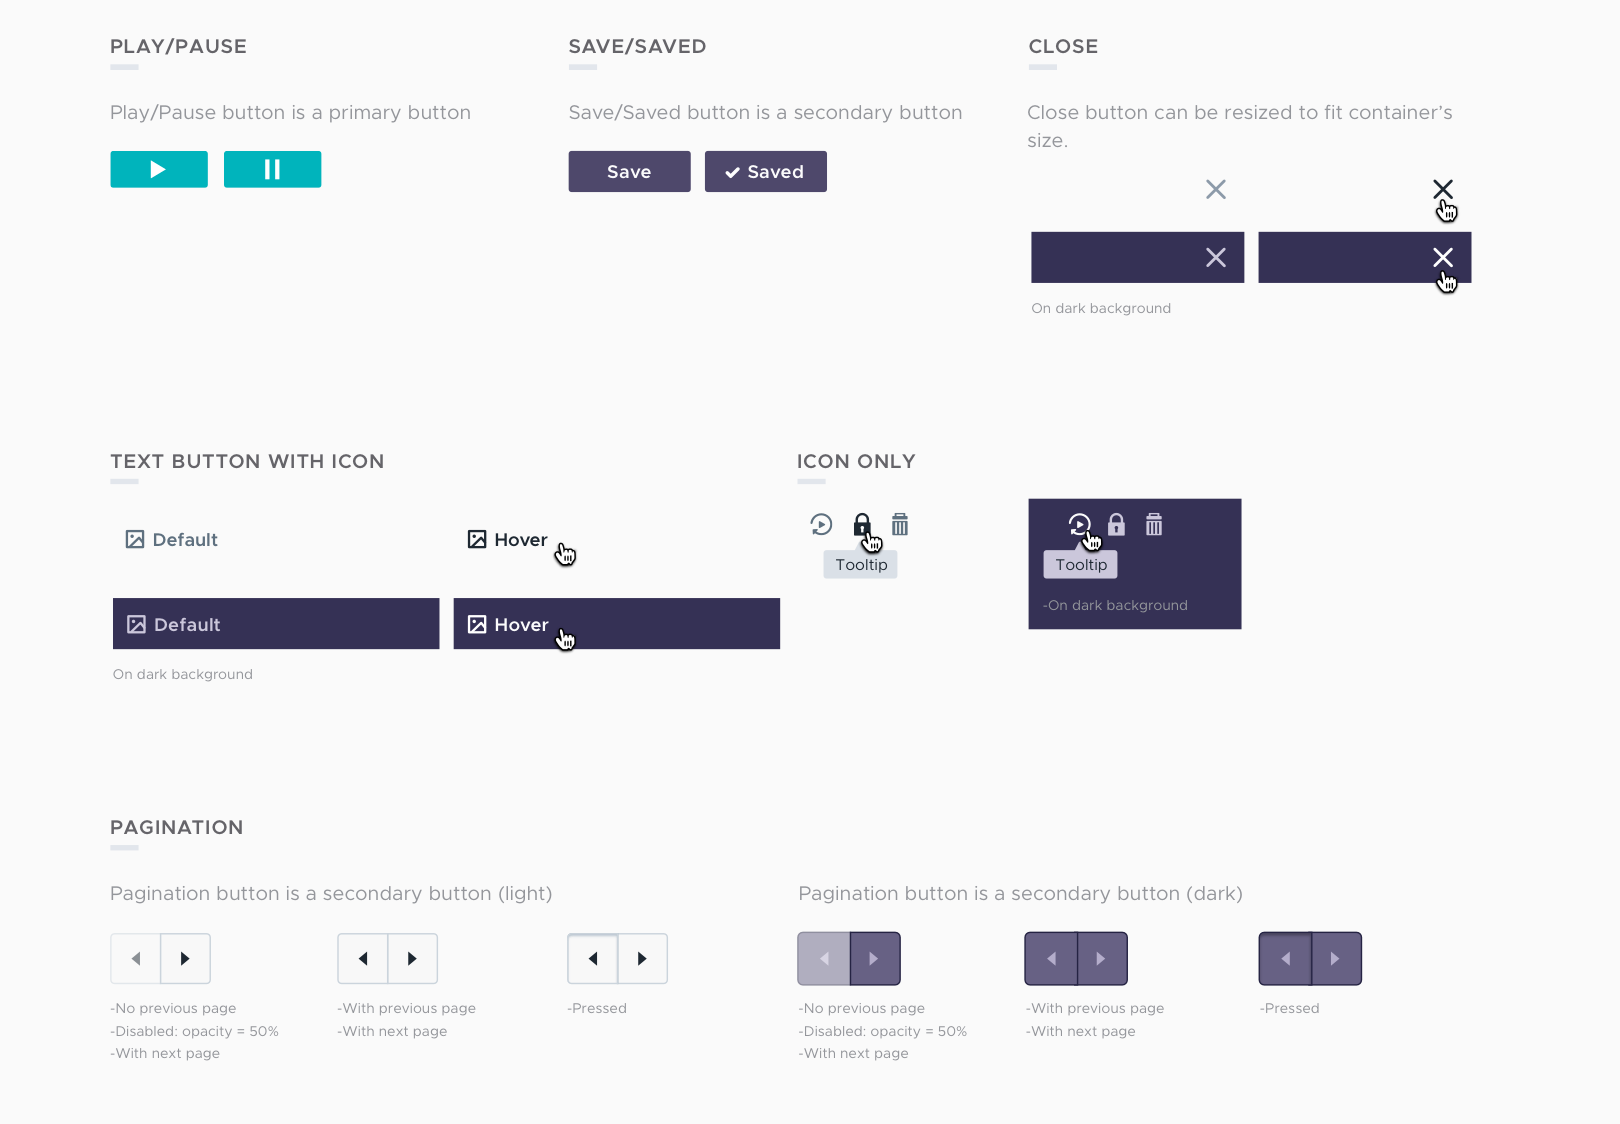 PLAY/PAUSE
Play/Pause button is a primary button
SAVE/SAVED
Save/Saved button is a secondary button
Save
Saved
CLOSE
Close button can be resized to fit container's
size.
On dark background
TEXT BUTTON WITH ICON
Default
Hover
Default
Hover
On dark background
ICON ONLY
Tooltip
Tooltip
-On dark background
PAGINATION
Pagination button is a secondary button (light)
-No previous page
-Disabled: opacity = 50%
-With next page
-With previous page
-With next page
-Pressed
Pagination button is a secondary button (dark)
-No previous page
-Disabled: opacity = 50%
-With next page
-With previous page
-With next page
-Pressed